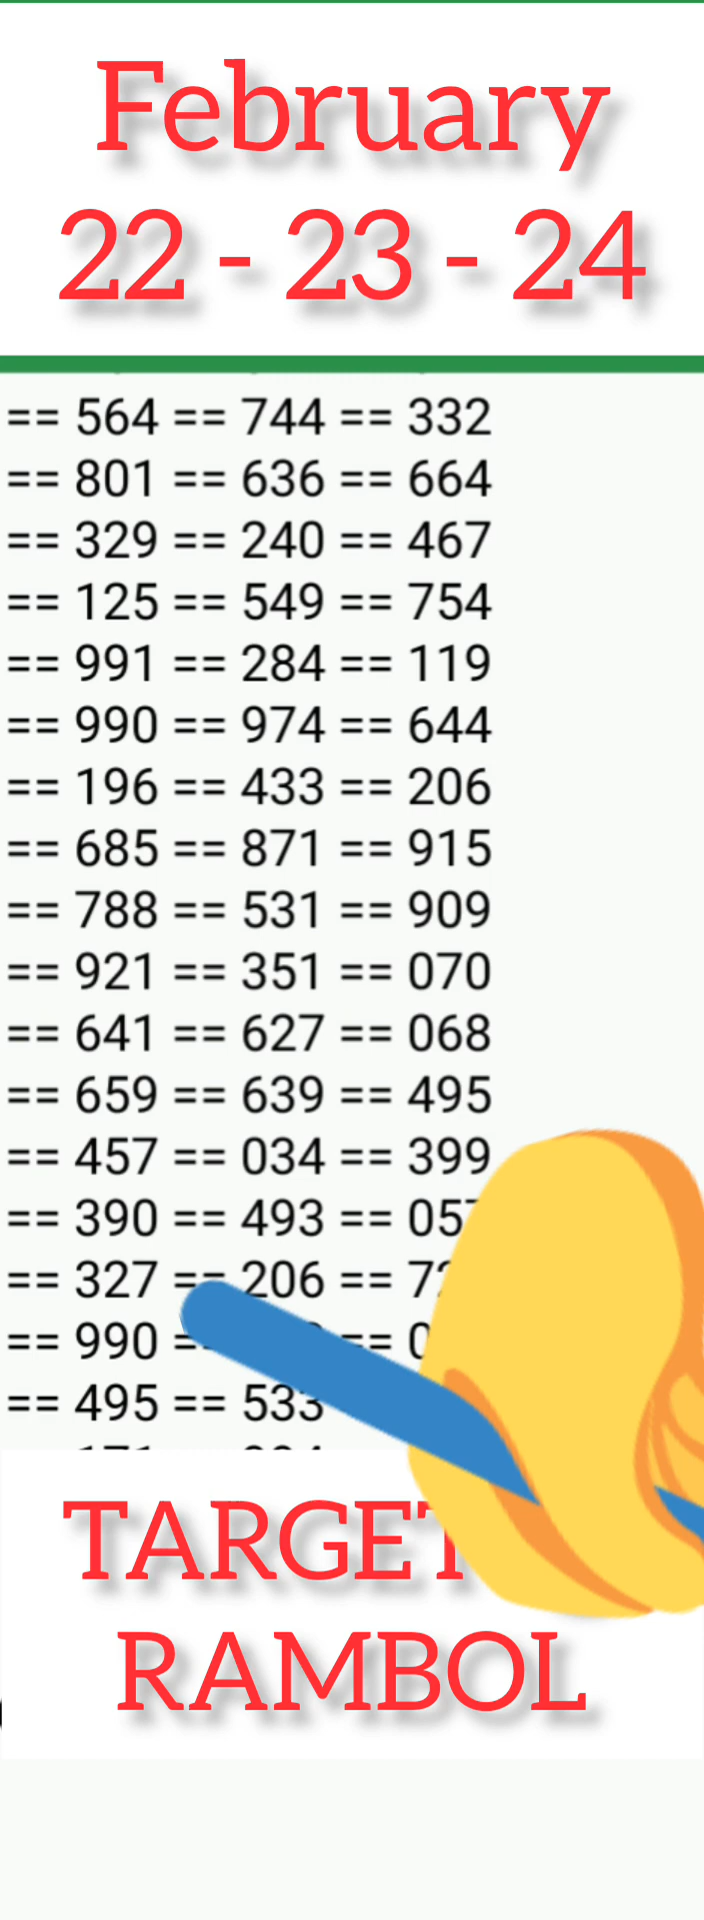 February
22 - 23 - 24
== 564 == 744 == 332
== 801 == 636 == 664
== 329 == 240 == 467
== 125 == 549 == 754
== 991 == 284 == 119
== 990 == 974 == 644
== 196 == 433 == 206
== 685 == 871 == 915
== 788 == 531 == 909
== 921 == 351 == 070
== 641 == 627 == 068
== 659 == 639 == 495
== 457 == 034 == 399
== 390 == 493 ==
== 327 == 206 ==
== 990 == ==
== 495 == 533
TARGET
RAMBOL